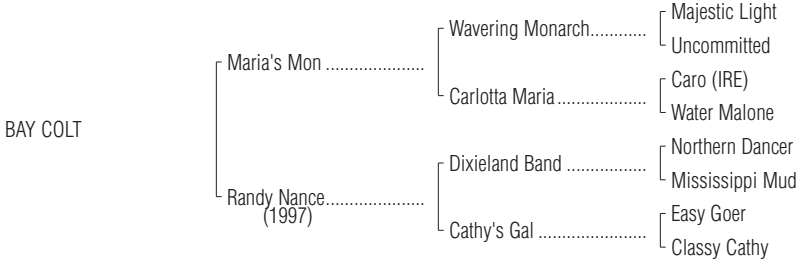 Majestic Light
Wavering Monarch............
Uncommitted
Maria's Mon .....................
Caro (IRE)
Carlotta Maria...................
Water Malone
BAY COLT
Northern Dancer
Dixieland Band .................
Mississippi Mud
Randy Nance.....................
(1997)
Easy Goer
Cathy's Gal .......................
Classy Cathy